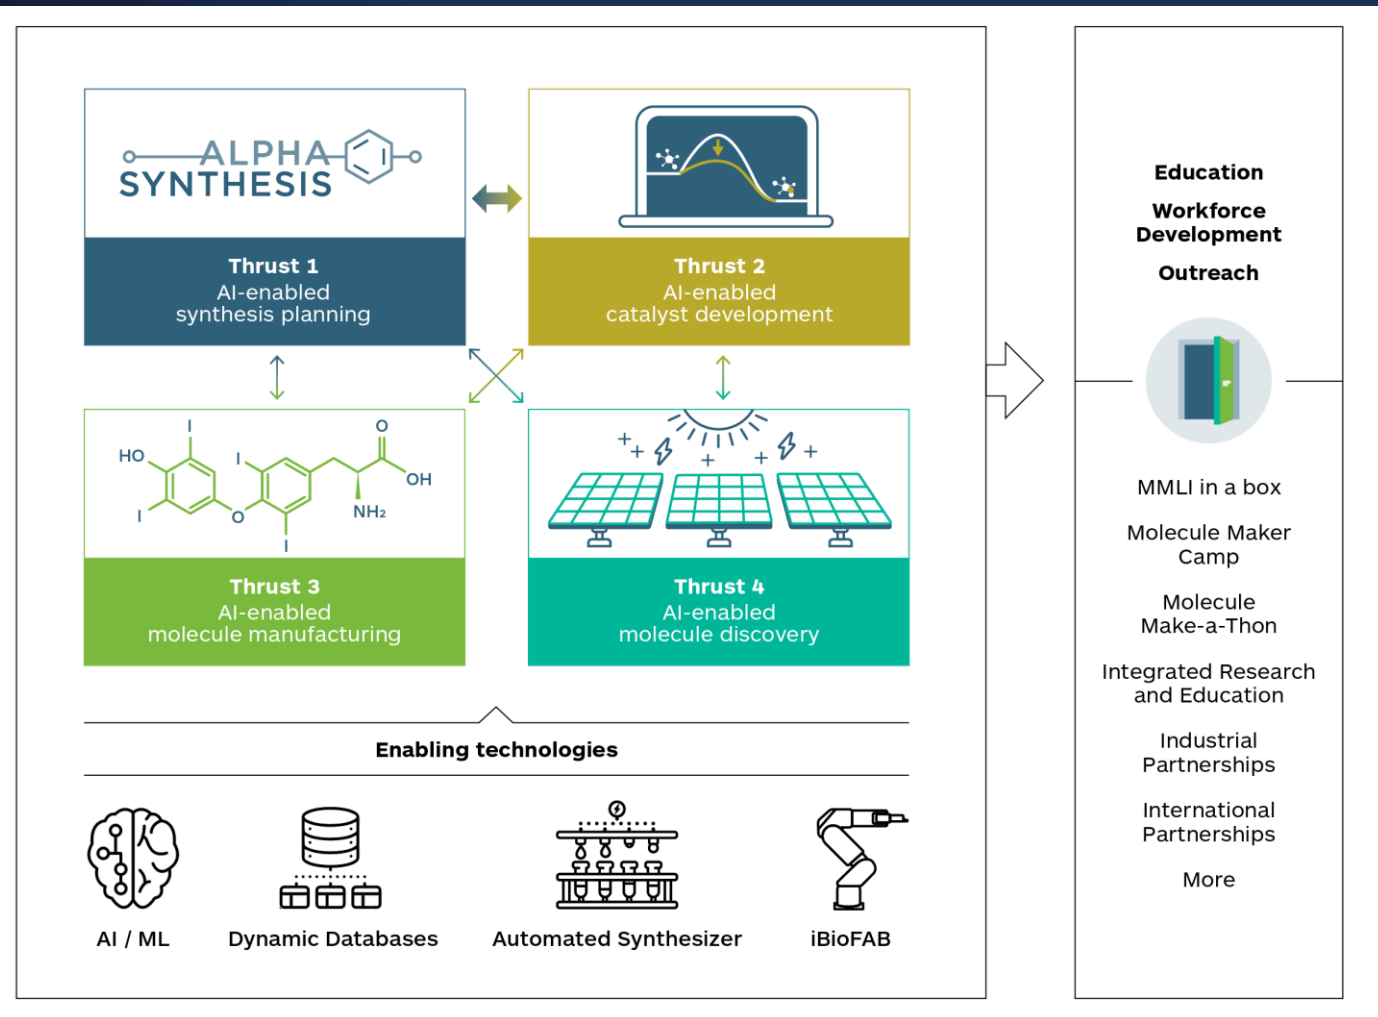 ALPHA
SYNTHESIS
Thrust 1
AI-enabled
synthesis planning
Thrust 2
AI-enabled
catalyst development
I
HO
I
O
I
O
OH
NH₂
I
Thrust 3
AI-enabled
molecule manufacturing
Thrust 4
AI-enabled
molecule discovery
Enabling technologies
AI / ML
Dynamic Databases
Automated Synthesizer
iBioFAB
Education
Workforce
Development
Outreach
MMLI in a box
Molecule Maker
Camp
Molecule
Make-a-Thon
Integrated Research
and Education
Industrial
Partnerships
International
Partnerships
More